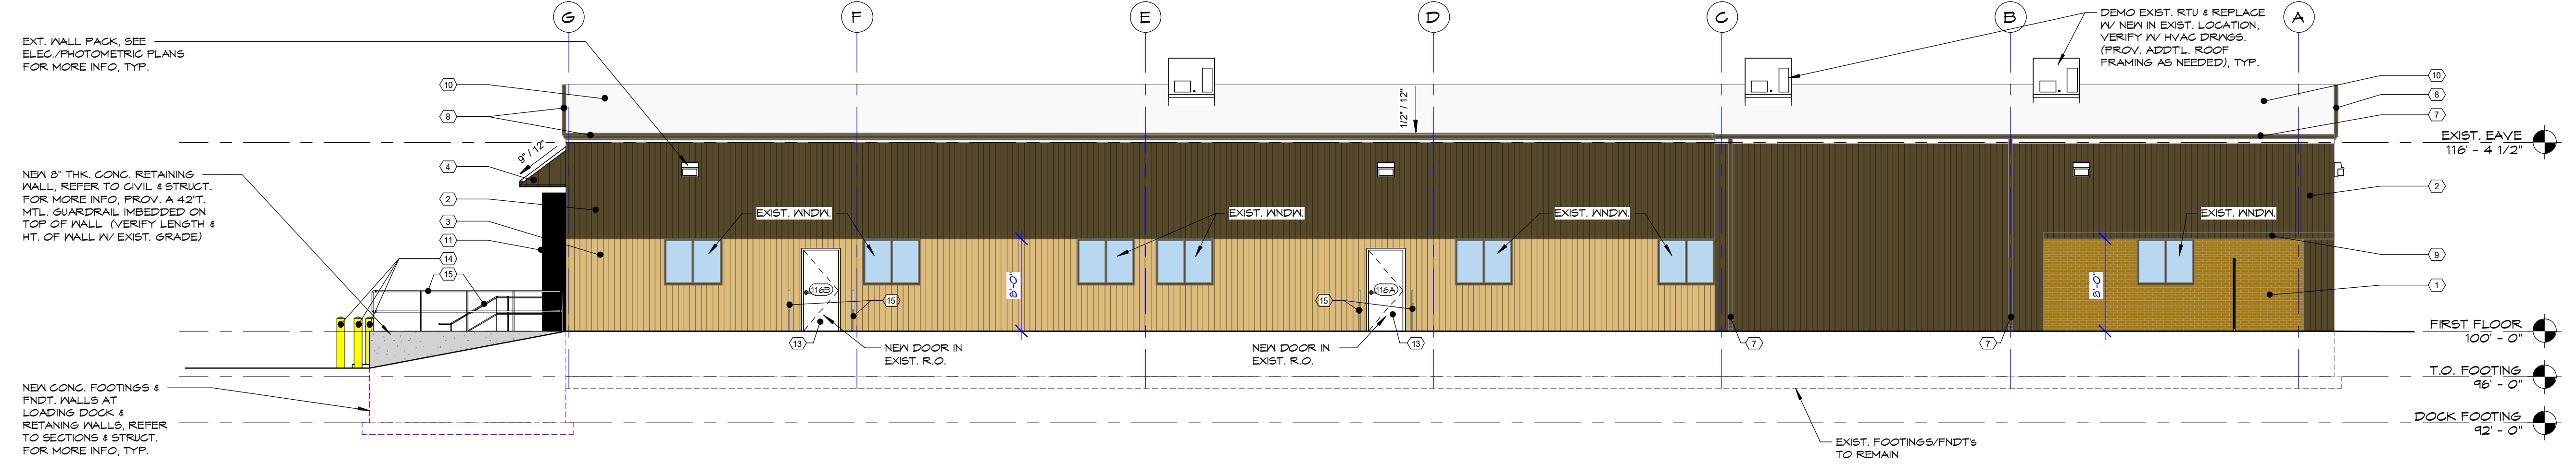 G
F
E
D
C
B
A
EXT. WALL PACK, SEE
ELEC./PHOTOMETRIC PLANS
FOR MORE INFO, TYP.
DEMO EXIST. RTU & REPLACE
W/ NEW IN EXIST. LOCATION,
VERIFY W/ HVAC DRWGS.
(PROV. ADDT'L. ROOF
FRAMING AS NEEDED), TYP.
10
8
4
2
3
11
14
15
9" / 12"
1/2" / 12"
10
8
7
EXIST. EAVE
116' - 4 1/2"
2
9
1
NEW 8" THK. CONC. RETAINING
WALL, REFER TO CIVIL & STRUCT.
FOR MORE INFO, PROV. A 42"T.
MTL. GUARDRAIL IMBEDDED ON
TOP OF WALL (VERIFY LENGTH &
HT. OF WALL W/ EXIST. GRADE)
EXIST. WNDW.
EXIST. WNDW.
EXIST. WNDW.
EXIST. WNDW.
116B
15
8'-0"
15
116A
8'-0"
13
NEW DOOR IN
EXIST. R.O.
NEW DOOR IN
EXIST. R.O.
13
7
7
FIRST FLOOR
100' - 0"
T.O. FOOTING
96' - 0"
DOCK FOOTING
92' - 0"
NEW CONC. FOOTINGS &
FNDT. WALLS AT
LOADING DOCK &
RETANING WALLS, REFER
TO SECTIONS & STRUCT.
FOR MORE INFO, TYP.
EXIST. FOOTINGS/FNDT'S
TO REMAIN